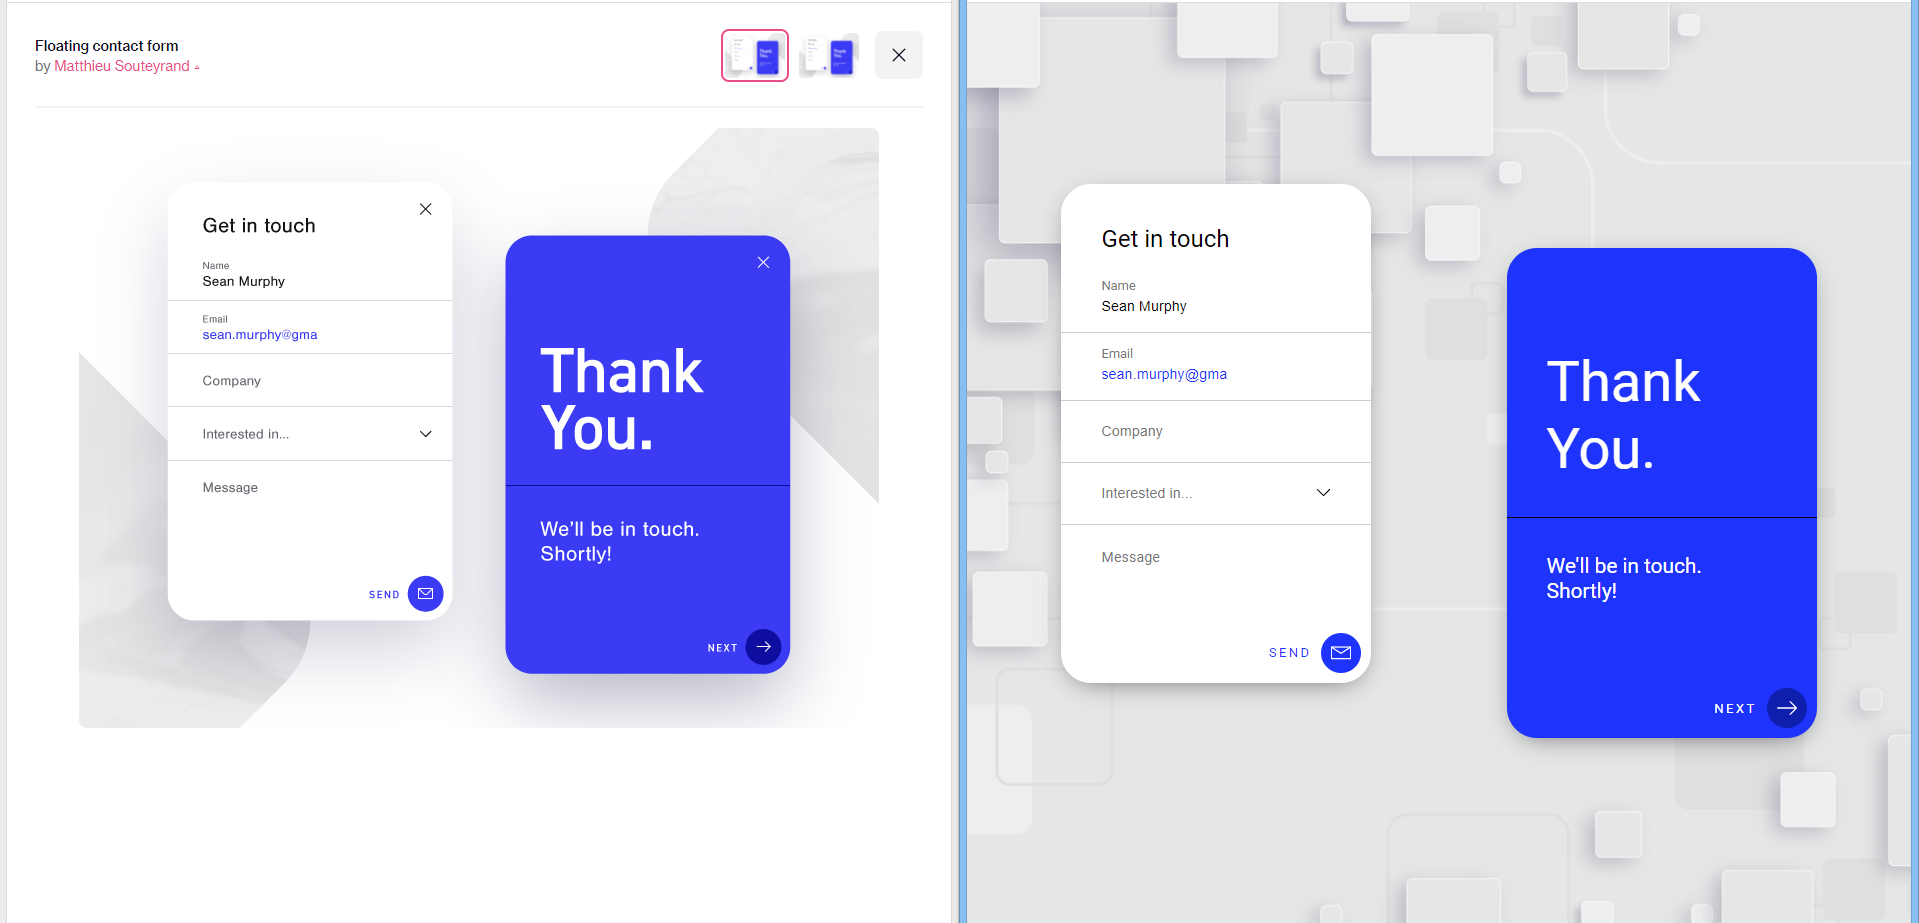 Floating contact form
by Matthieu Souteyrand
Get in touch
Name
Sean Murphy
Email
sean.murphy@gma
Company
Interested in...
Message
SEND
Thank
You.
We'll be in touch.
Shortly!
NEXT
Get in touch
Name
Sean Murphy
Email
sean.murphy@gma
Company
Interested in...
Message
SEND
Thank
You.
We'll be in touch.
Shortly!
NEXT